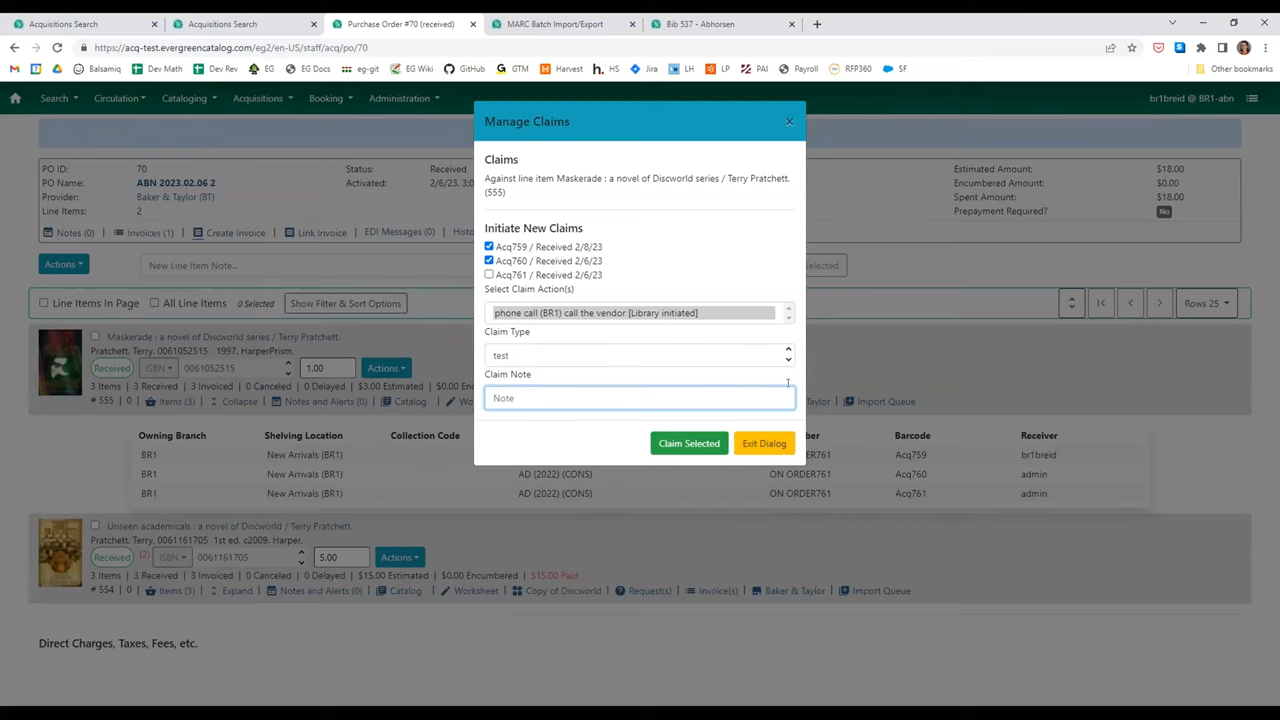 Acquisitions Search
Acquisitions Search
Purchase Order #70 (received)
MARC Batch Import/Export
Bib 537 - Abhorsen
https://acq-test.evergreencatalog.com/eg2/en-US/staff/acq/po/70
Gmail Balsamiq Dev Math Dev Rev EG EG Docs eg-git EG Wiki GitHub GTM Harvest HS Jira LH LP PAI Payroll RFP360 SF Other bookmarks
Search Circulation Cataloging Acquisitions Booking Administration br1breid @ BR1-abn
Manage Claims
Claims
Against line item Maskerade : a novel of Discworld series / Terry Pratchett.
(555)
Initiate New Claims
Acq759 / Received 2/8/23
Acq760 / Received 2/6/23
Acq761 / Received 2/6/23
Select Claim Action(s)
phone call (BR1) call the vendor [Library initiated]
Claim Type
test
Claim Note
Note
Claim Selected Exit Dialog
PO ID: 70 Status: Received Estimated Amount: $18.00
PO Name: ABN 2023.02.06 2 Activated: 2/6/23, 3:0 Encumbered Amount: $0.00
Provider: Baker & Taylor (BT) Spent Amount: $18.00
Line Items: 2 Prepayment Required? No
Notes (0) Invoices (1) Create Invoice Link Invoice EDI Messages (0) Histo
Actions New Line Item Note... Selected
Line Items In Page All Line Items 0 Selected Show Filter & Sort Options Rows 25
Maskerade : a novel of Discworld series / Terry Pratchett.
Pratchett, Terry. 0061052515 1997. HarperPrism.
Received ISBN 0061052515 1.00 Actions
3 Items | 3 Received | 3 Invoiced | 0 Canceled | 0 Delayed | $3.00 Estimated | $0.00 Enc
# 555 | 0 | Items (3) | Collapse | Notes and Alerts (0) | Catalog | Wo Taylor | Import Queue
Owning Branch Shelving Location Collection Code mber Barcode Receiver
BR1 New Arrivals (BR1) ON ORDER761 Acq759 br1breid
BR1 New Arrivals (BR1) AD (2022) (CONS) ON ORDER761 Acq760 admin
BR1 New Arrivals (BR1) AD (2022) (CONS) ON ORDER761 Acq761 admin
Unseen academicals : a novel of Discworld / Terry Pratchett.
Pratchett, Terry. 0061161705 1st ed. c2009. Harper.
Received (2) ISBN 0061161705 5.00 Actions
3 Items | 3 Received | 3 Invoiced | 0 Canceled | 0 Delayed | $15.00 Estimated | $0.00 Encumbered | $15.00 Paid
# 554 | 0 | Items (3) | Expand | Notes and Alerts (0) | Catalog | Worksheet | Copy of Discworld | Request(s) | Invoice(s) | Baker & Taylor | Import Queue
Direct Charges, Taxes, Fees, etc.